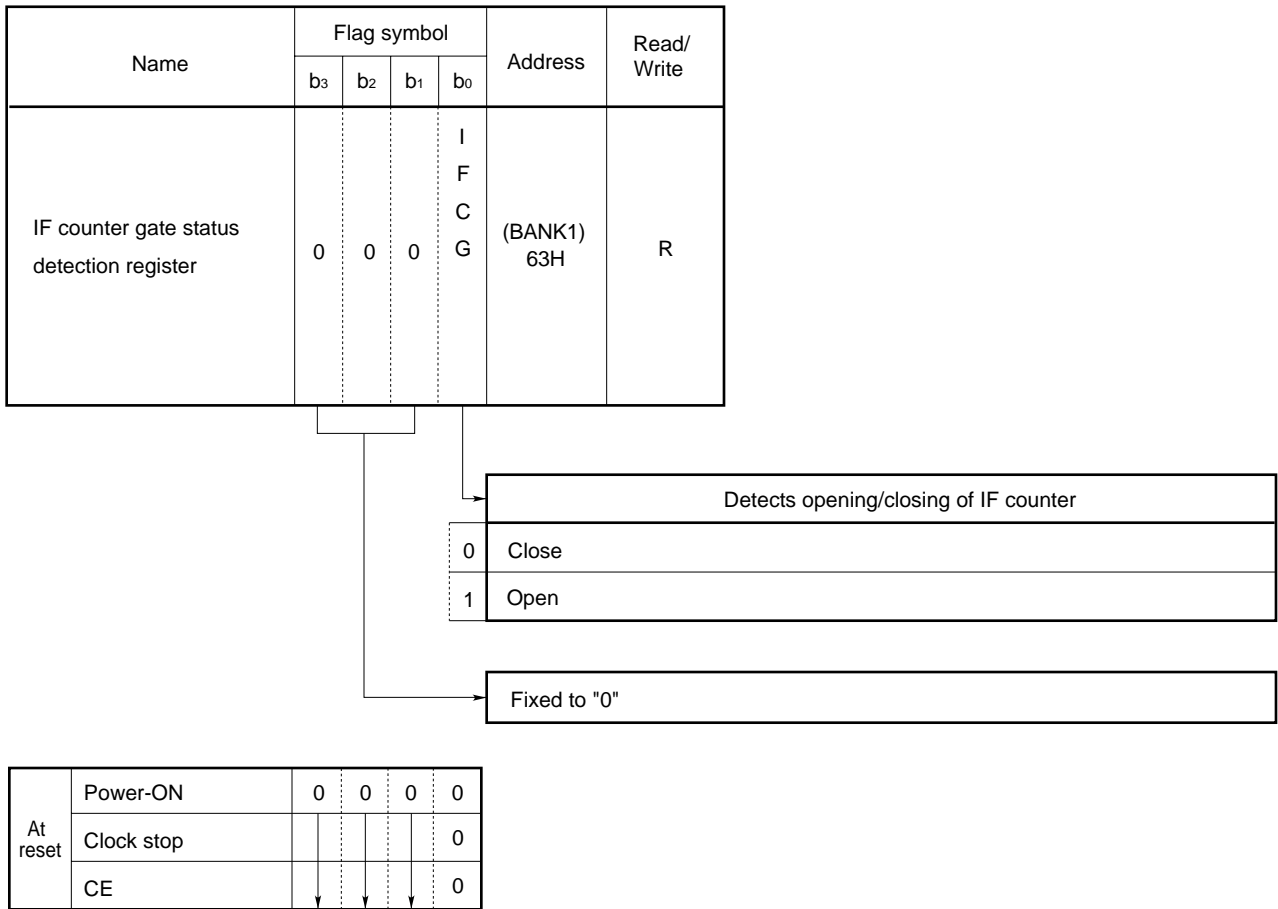 Name
Flag symbol
b3 b2 b1 b0
Address
Read/
Write
IF counter gate status
detection register
0 0 0
I
F
C
G
(BANK1)
63H
R
Detects opening/closing of IF counter
0 Close
1 Open
Fixed to "0"
At
reset
Power-ON 0 0 0 0
Clock stop 0
CE 0